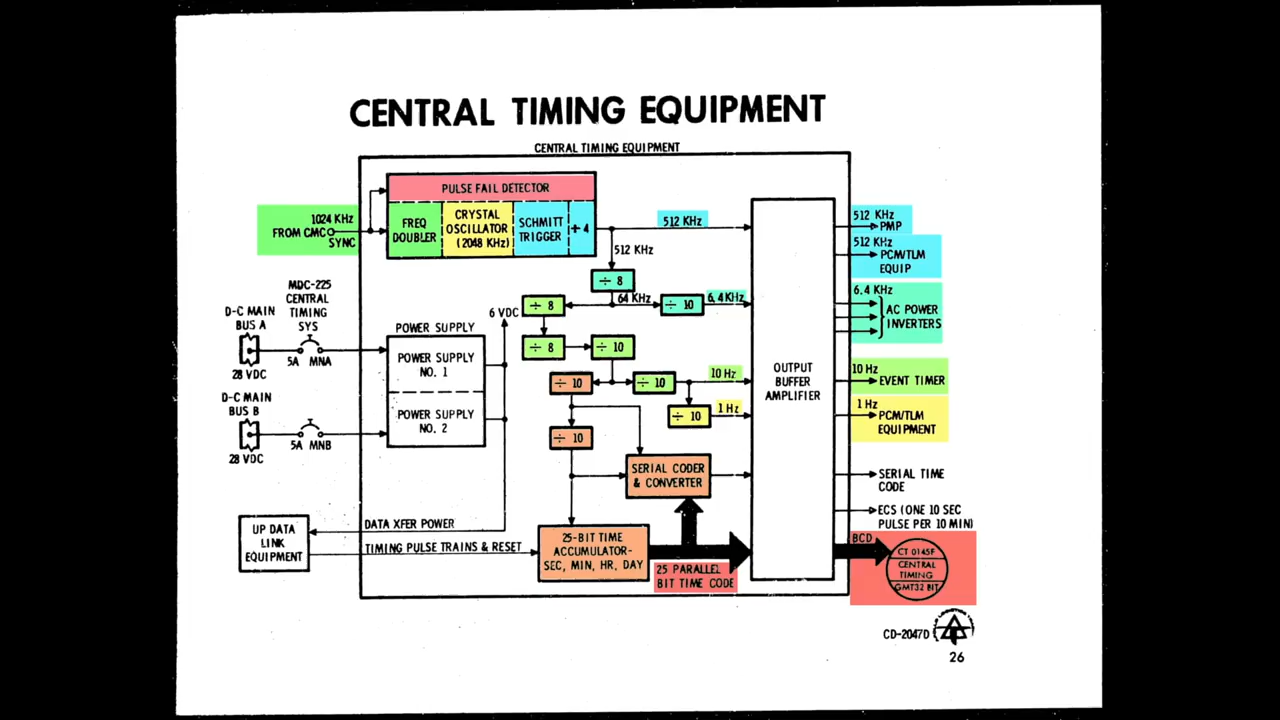 CENTRAL TIMING EQUIPMENT
CENTRAL TIMING EQUIPMENT
PULSE FAIL DETECTOR
1024 KHz
FROM CMC
SYNC
FREQ
DOUBLER
CRYSTAL
OSCILLATOR
(2048 KHz)
SCHMITT
TRIGGER
÷ 4
512 KHz
512 KHz
512 KHz
PMP
512 KHz
PCM/TLM
EQUIP
÷ 8
÷ 8
64 KHz
÷ 10
6.4 KHz
6.4 KHz
AC POWER
INVERTERS
MDC-225
CENTRAL
TIMING
SYS
D-C MAIN
BUS A
28 VDC
5A MNA
POWER SUPPLY
6 VDC
POWER SUPPLY
NO. 1
POWER SUPPLY
NO. 2
÷ 8
÷ 10
÷ 10
÷ 10
10 Hz
÷ 10
1 Hz
÷ 10
OUTPUT
BUFFER
AMPLIFIER
10 Hz
EVENT TIMER
1 Hz
PCM/TLM
EQUIPMENT
D-C MAIN
BUS B
28 VDC
5A MNB
SERIAL CODER
& CONVERTER
SERIAL TIME
CODE
ECS (ONE 10 SEC
PULSE PER 10 MIN)
UP DATA
LINK
EQUIPMENT
DATA XFER POWER
TIMING PULSE TRAINS & RESET
25-BIT TIME
ACCUMULATOR-
SEC, MIN, HR, DAY
25 PARALLEL
BIT TIME CODE
BCD
CT 0145F
CENTRAL
TIMING
GMT32 BIT
CD-2047D
26